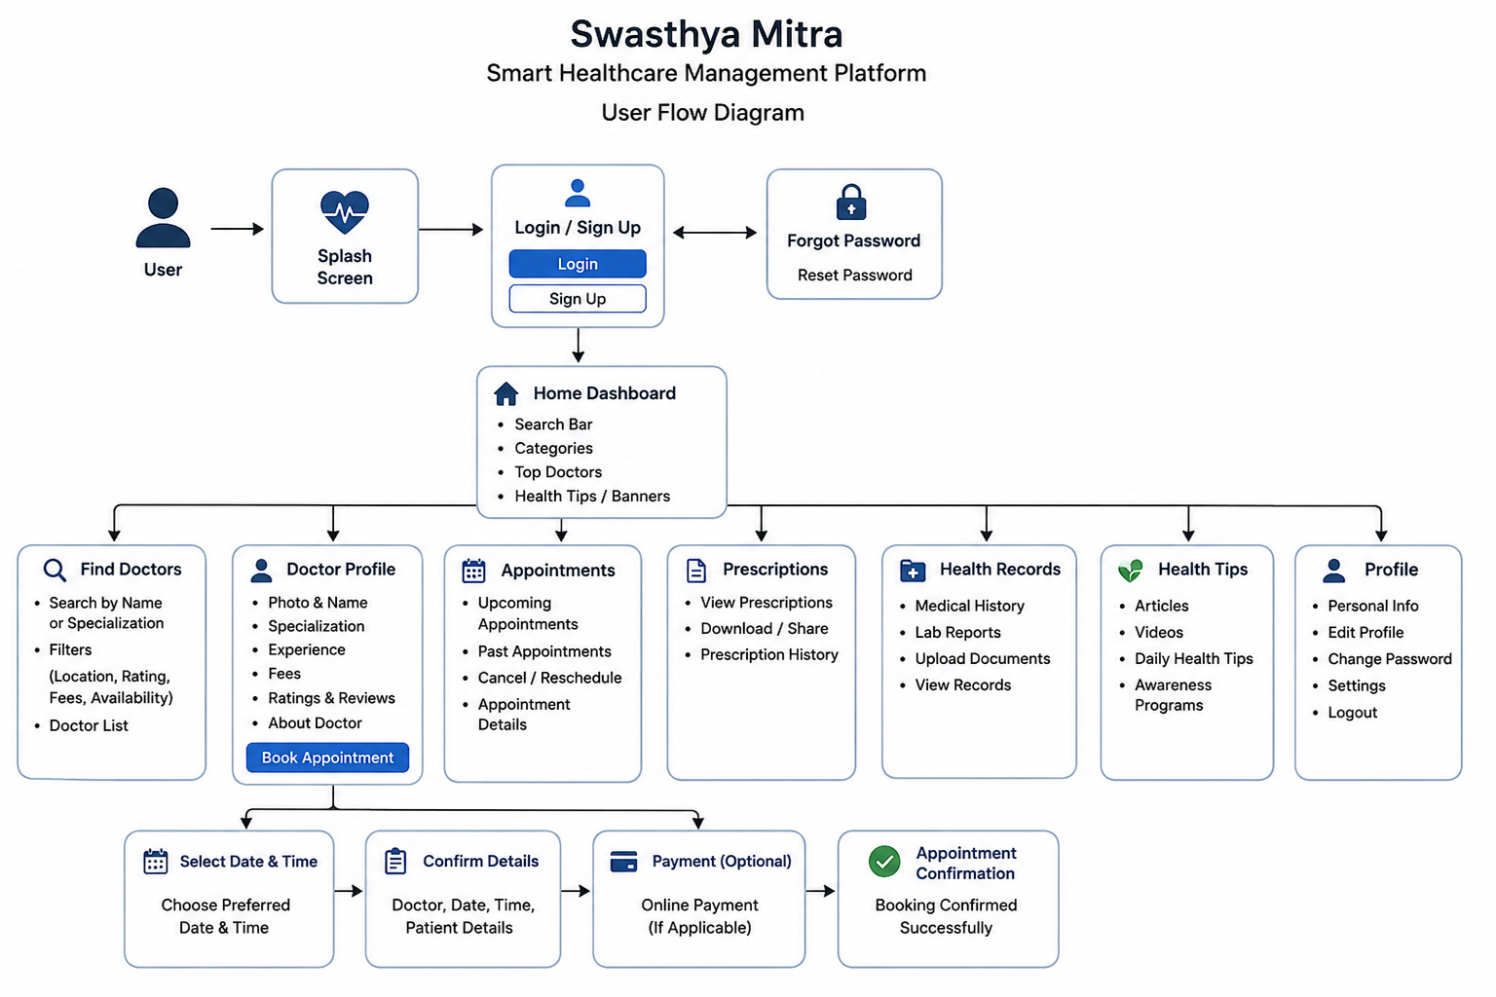 Swasthya Mitra
Smart Healthcare Management Platform
User Flow Diagram
User
Splash
Screen
Login / Sign Up
Login
Sign Up
Forgot Password
Reset Password
Home Dashboard
• Search Bar
• Categories
• Top Doctors
• Health Tips / Banners
Find Doctors
• Search by Name
or Specialization
• Filters
(Location, Rating,
Fees, Availability)
• Doctor List
Doctor Profile
• Photo & Name
• Specialization
• Experience
• Fees
• Ratings & Reviews
• About Doctor
Book Appointment
Appointments
• Upcoming
Appointments
• Past Appointments
• Cancel / Reschedule
• Appointment
Details
Prescriptions
• View Prescriptions
• Download / Share
• Prescription History
Health Records
• Medical History
• Lab Reports
• Upload Documents
• View Records
Health Tips
• Articles
• Videos
• Daily Health Tips
• Awareness
Programs
Profile
• Personal Info
• Edit Profile
• Change Password
• Settings
• Logout
Select Date & Time
Choose Preferred
Date & Time
Confirm Details
Doctor, Date, Time,
Patient Details
Payment (Optional)
Online Payment
(If Applicable)
Appointment
Confirmation
Booking Confirmed
Successfully